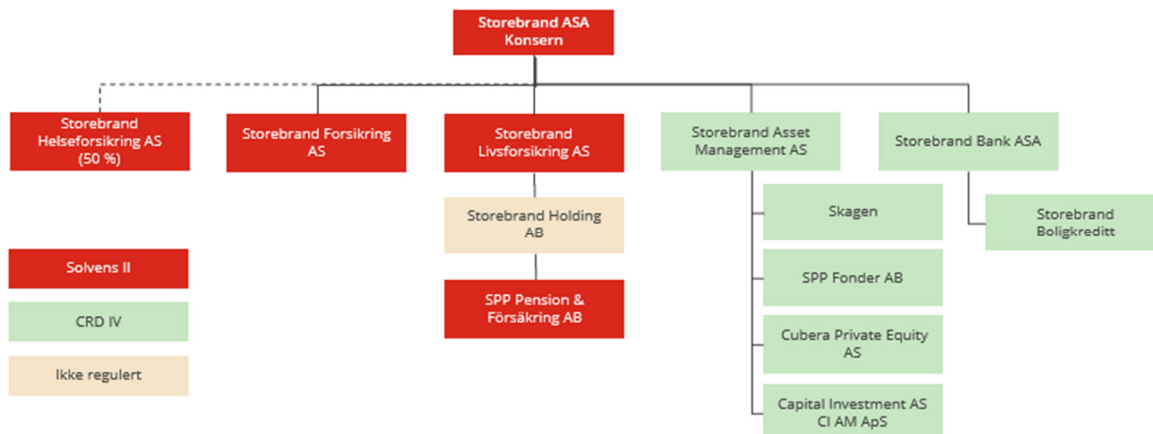 Storebrand ASA
Konsern
Storebrand
Helseforsikring AS
(50 %)
Storebrand Forsikring
AS
Storebrand
Livsforsikring AS
Storebrand Asset
Management AS
Storebrand Bank ASA
Storebrand Holding
AB
SPP Pension &
Försäkring AB
Skagen
SPP Fonder AB
Cubera Private Equity
AS
Capital Investment AS
CI AM ApS
Storebrand
Boligkreditt
Solvens II
CRD IV
Ikke regulert